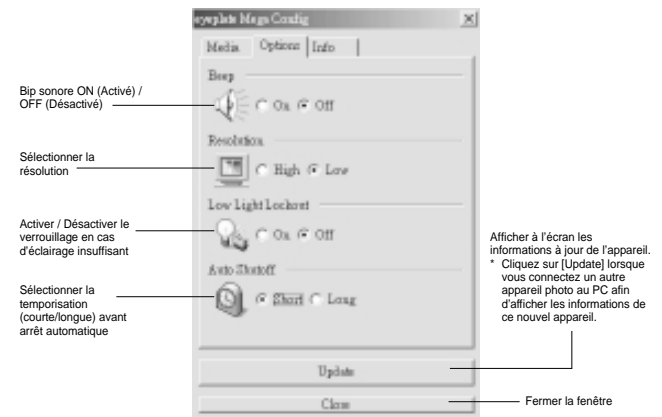 eyeplate Mega Config
Media Options Info
Beep
On Off
Resolution
High Low
Low Light Lockout
On Off
Auto Shutoff
Short Long
Update
Close
Bip sonore ON (Activé) /
OFF (Désactivé)
Sélectionner la
résolution
Activer / Désactiver le
verrouillage en cas
d'éclairage insuffisant
Sélectionner la
temporisation
(courte/longue) avant
arrêt automatique
Afficher à l'écran les
informations à jour de l'appareil.
* Cliquez sur [Update] lorsque
vous connectez un autre
appareil photo au PC afin
d'afficher les informations de
ce nouvel appareil.
Fermer la fenêtre